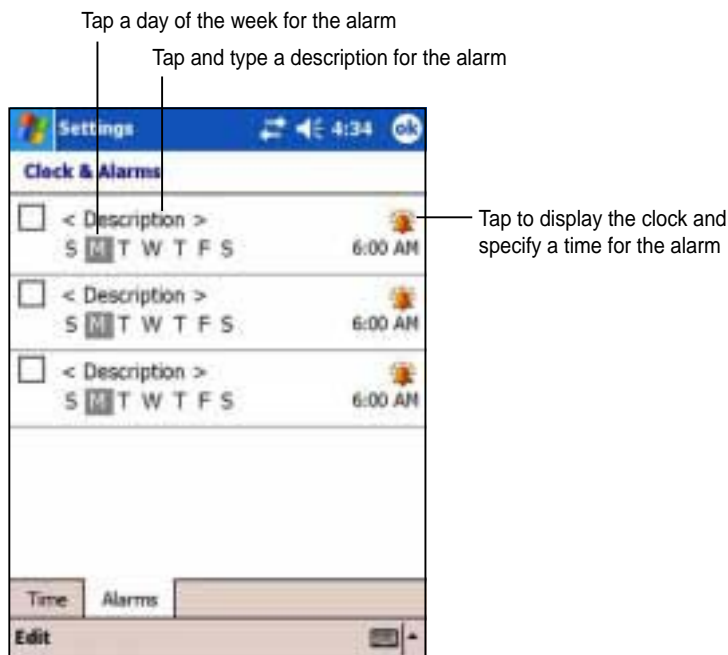 Tap a day of the week for the alarm
Tap and type a description for the alarm
Settings 4:34 ok
Clock & Alarms
< Description >
S M T W T F S 6:00 AM
Tap to display the clock and
specify a time for the alarm
< Description >
S M T W T F S 6:00 AM
< Description >
S M T W T F S 6:00 AM
Time Alarms
Edit